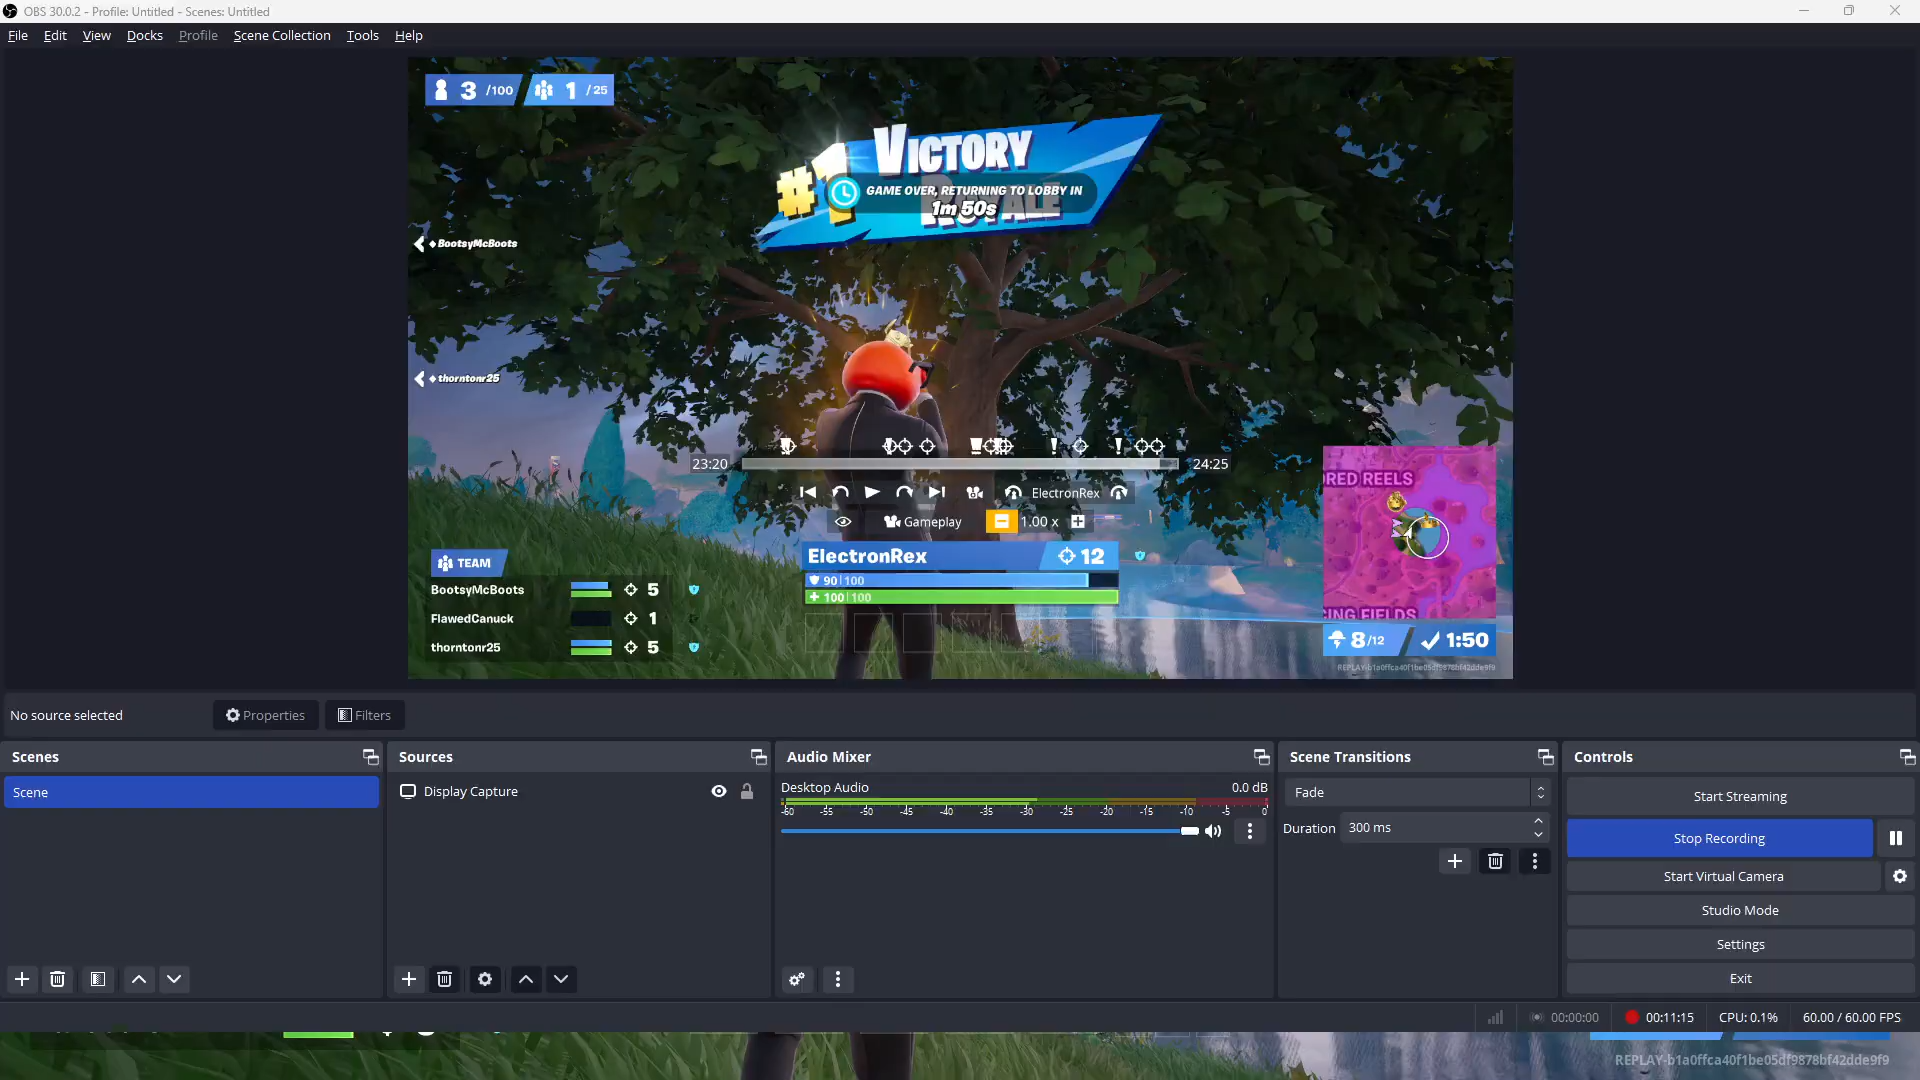 OBS 30.0.2 - Profile: Untitled - Scenes: Untitled
File Edit View Docks Profile Scene Collection Tools Help
3 /100 1 /25
#1 VICTORY ROYALE
GAME OVER, RETURNING TO LOBBY IN
1m 50s
BootsyMcBoots
thorntonr25
23:20 24:25
ElectronRex
Gameplay 1.00 x
ElectronRex 12
90|100
100|100
TEAM
BootsyMcBoots 5
FlawedCanuck 1
thorntonr25 5
8/12 1:50
No source selected Properties Filters
Scenes
Scene
Sources
Display Capture
Audio Mixer
Desktop Audio 0.0 dB
-60 -55 -50 -45 -40 -35 -30 -25 -20 -15 -10 -5 0
Scene Transitions
Fade
Duration 300 ms
Controls
Start Streaming
Stop Recording
Start Virtual Camera
Studio Mode
Settings
Exit
00:00:00 00:11:15 CPU: 0.1% 60.00 / 60.00 FPS
REPLAY-b1a0ffca40f1be05df9878bf42dde9f9